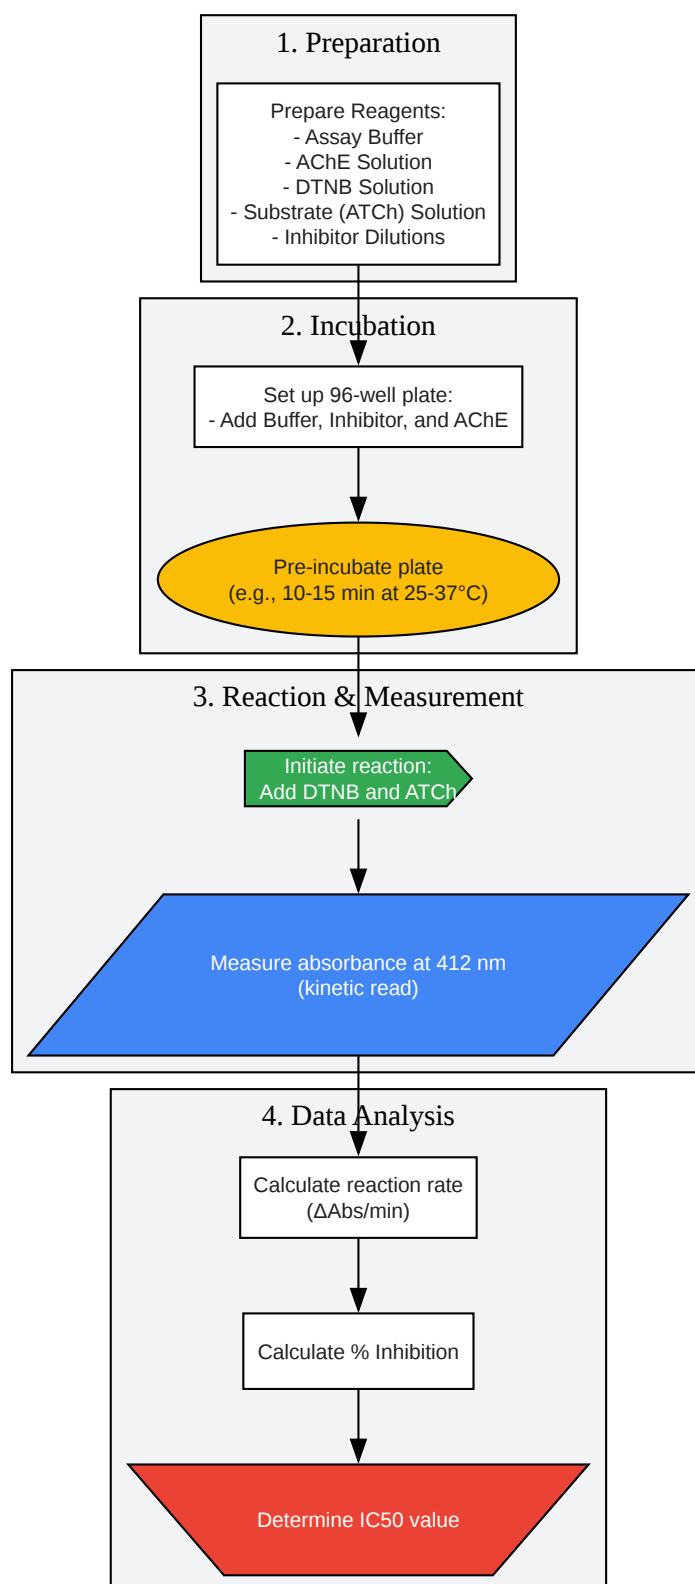 1. Preparation
Prepare Reagents:
- Assay Buffer
- AChE Solution
- DTNB Solution
- Substrate (ATCh) Solution
- Inhibitor Dilutions
2. Incubation
Set up 96-well plate:
- Add Buffer, Inhibitor, and AChE
Pre-incubate plate
(e.g., 10-15 min at 25-37°C)
3. Reaction & Measurement
Initiate reaction:
Add DTNB and ATCh
Measure absorbance at 412 nm
(kinetic read)
4. Data Analysis
Calculate reaction rate
(ΔAbs/min)
Calculate % Inhibition
Determine IC50 value